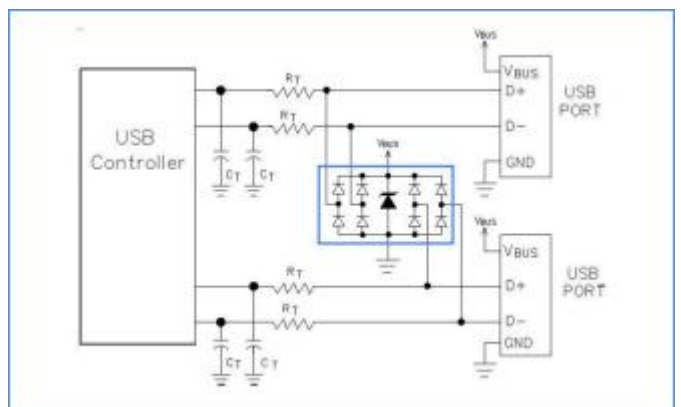 VBUS
VBUS
D+
D-
GND
USB
PORT
RT
RT
USB
Controller
CT
CT
VBUS
VBUS
VBUS
D+
D-
GND
USB
PORT
RT
RT
CT
CT